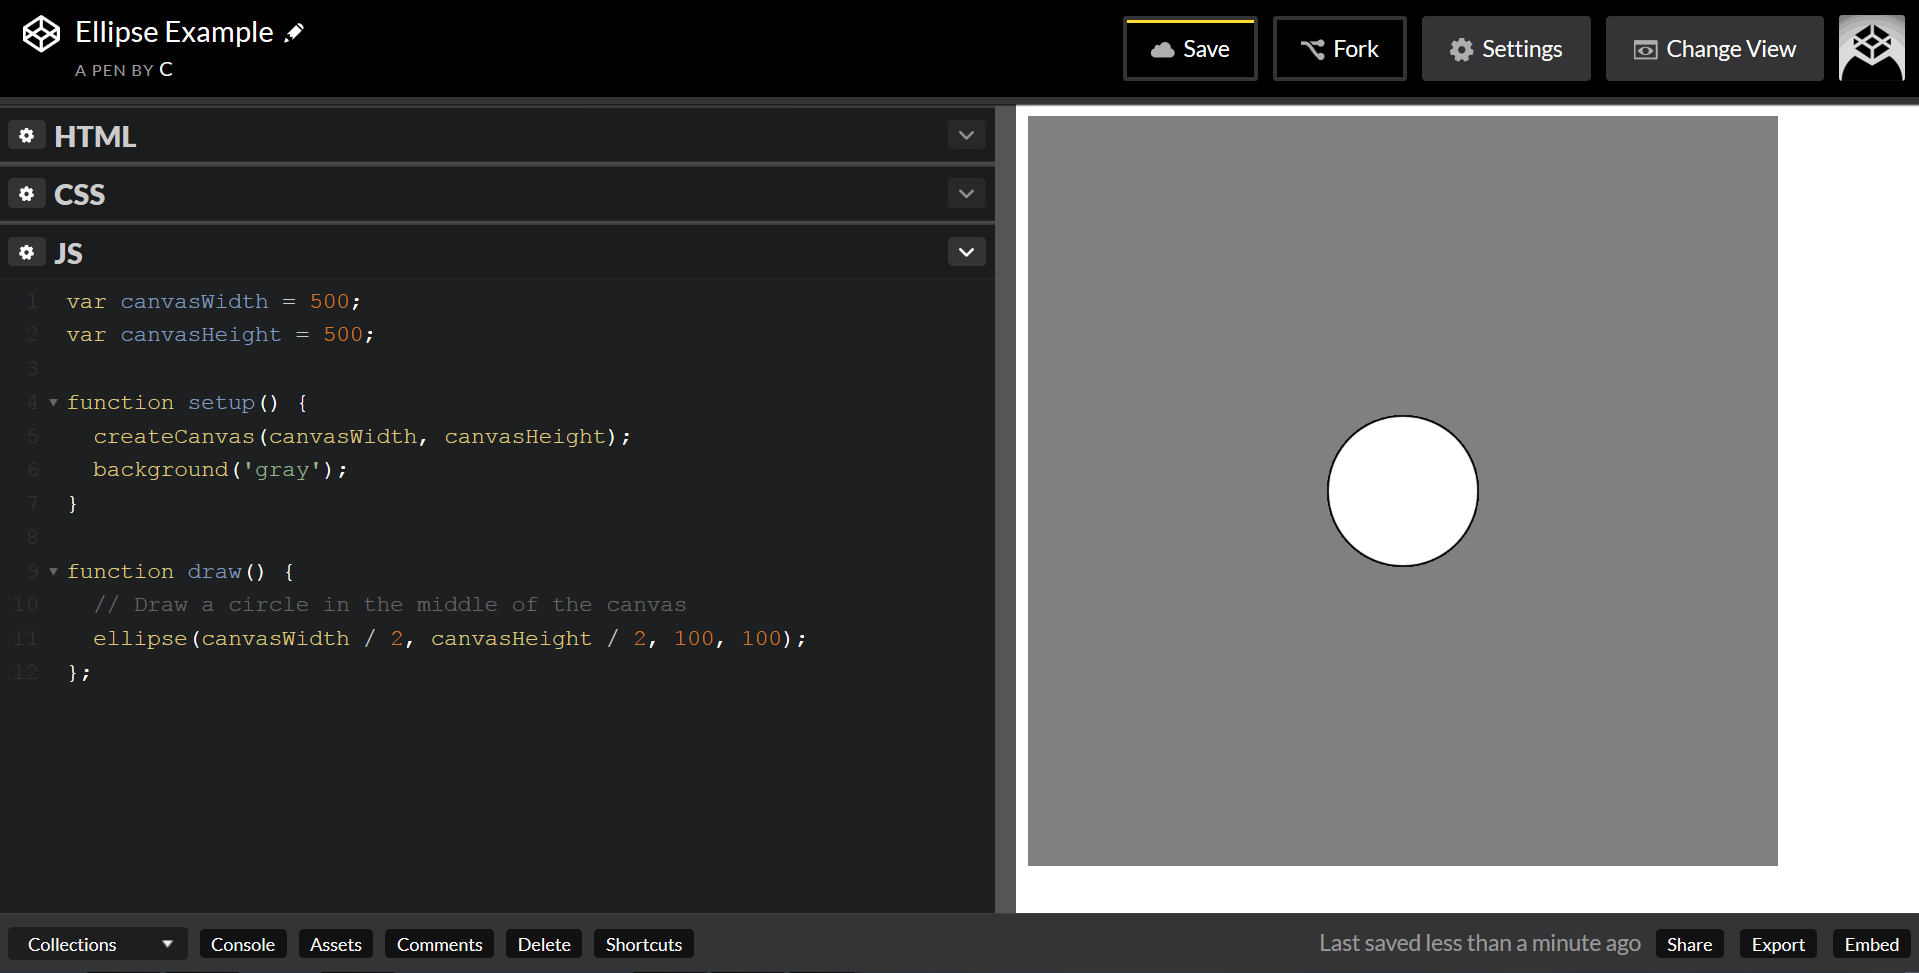 Ellipse Example
A PEN BY C
Save
Fork
Settings
Change View
HTML
CSS
JS
1 var canvasWidth = 500;
2 var canvasHeight = 500;
3
4 function setup() {
5   createCanvas(canvasWidth, canvasHeight);
6   background('gray');
7 }
8
9 function draw() {
10   // Draw a circle in the middle of the canvas
11   ellipse(canvasWidth / 2, canvasHeight / 2, 100, 100);
12 };
Collections
Console
Assets
Comments
Delete
Shortcuts
Last saved less than a minute ago
Share
Export
Embed